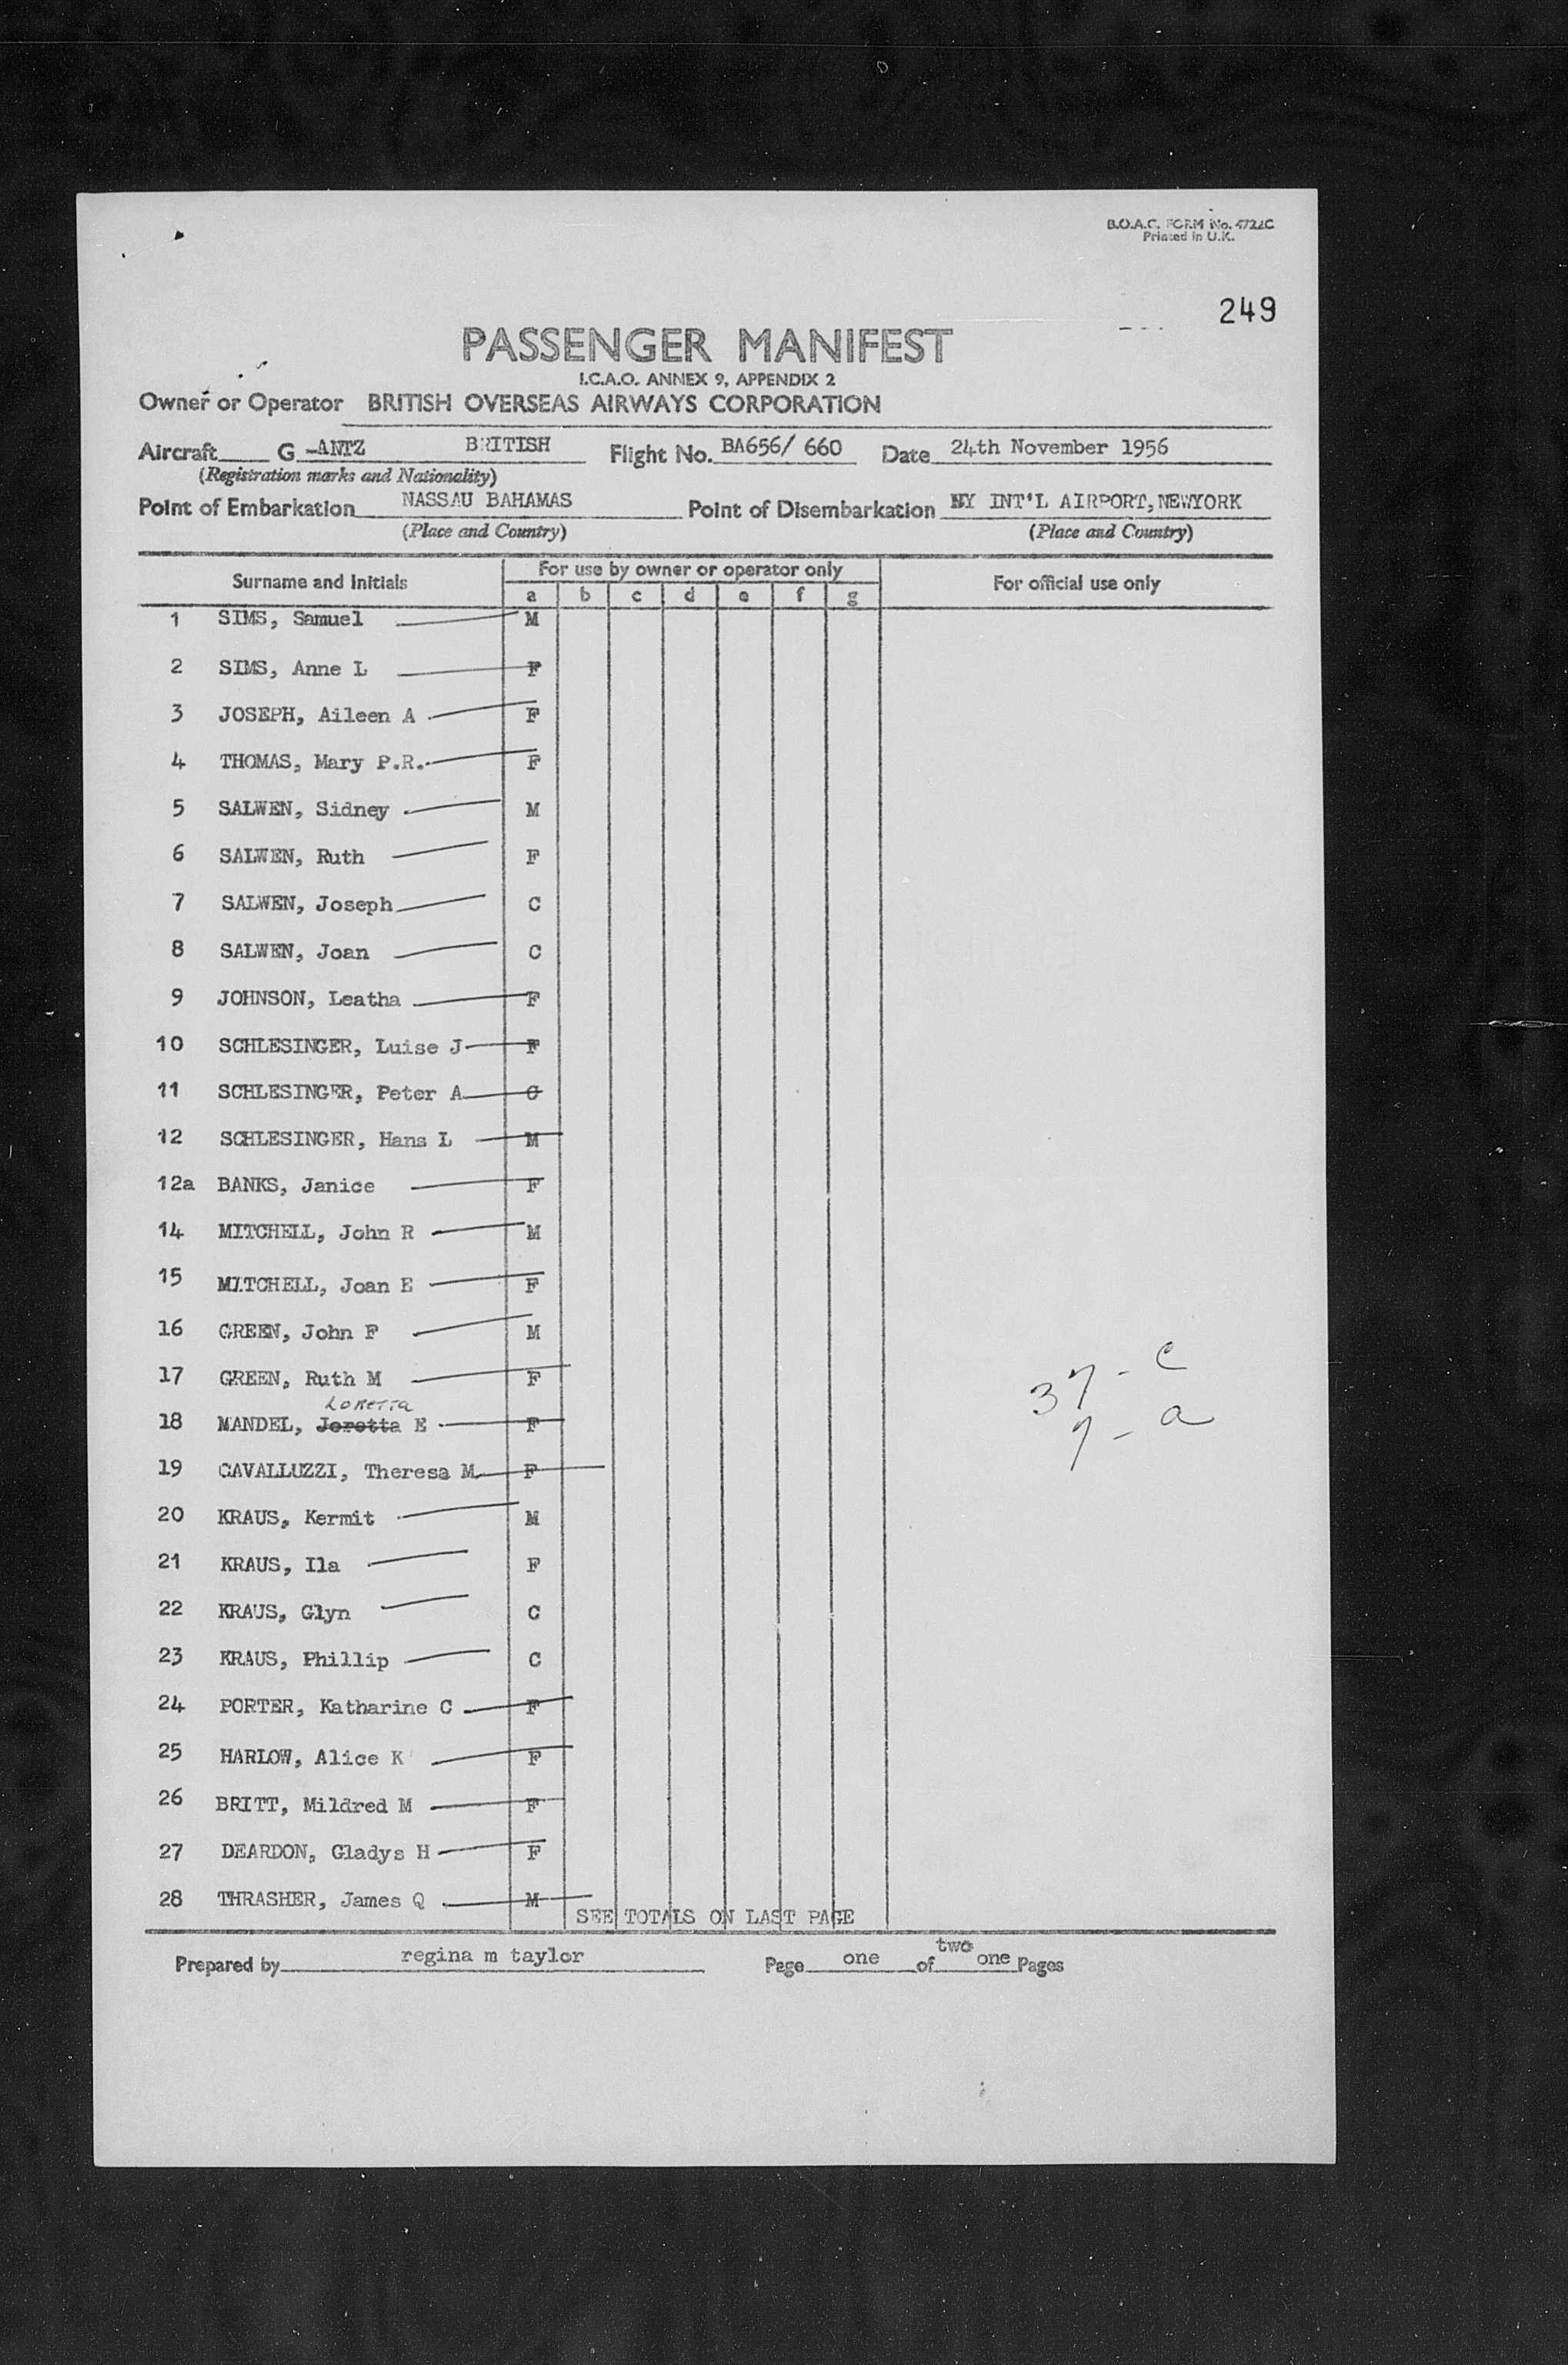 B.O.A.C. FORM No. 4722C
Printed in U.K.
249
PASSENGER MANIFEST
I.C.A.O. ANNEX 9, APPENDIX 2
Owner or Operator BRITISH OVERSEAS AIRWAYS CORPORATION
Aircraft G -ANTZ BRITISH Flight No. BA656/ 660 Date 24th November 1956
(Registration marks and Nationality)
Point of Embarkation NASSAU BAHAMAS Point of Disembarkation NY INT'L AIRPORT, NEWYORK
(Place and Country) (Place and Country)
Surname and Initials For use by owner or operator only For official use only
a b c d e f g
1 SIMS, Samuel M
2 SIMS, Anne L F
3 JOSEPH, Aileen A F
4 THOMAS, Mary P.R. F
5 SALWEN, Sidney M
6 SALWEN, Ruth F
7 SALWEN, Joseph C
8 SALWEN, Joan C
9 JOHNSON, Leatha F
10 SCHLESINGER, Luise J F
11 SCHLESINGER, Peter A C
12 SCHLESINGER, Hans L M
12a BANKS, Janice F
14 MITCHELL, John R M
15 MITCHELL, Joan E F
16 GREEN, John F M
17 GREEN, Ruth M F
Loretta
18 MANDEL, Joretta E F
19 CAVALLUZZI, Theresa M F
20 KRAUS, Kermit M
21 KRAUS, Ila F
22 KRAUS, Glyn C
23 KRAUS, Phillip C
24 PORTER, Katharine C F
25 HARLOW, Alice K F
26 BRITT, Mildred M F
27 DEARDON, Gladys H F
28 THRASHER, James Q M
37 - c
7 - a
SEE TOTALS ON LAST PAGE
Prepared by regina m taylor Page one of two one Pages